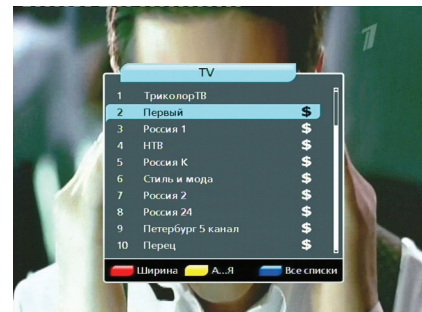 TV
1 ТриколорТВ
2 Первый $
3 Россия 1 $
4 НТВ $
5 Россия К $
6 Стиль и мода $
7 Россия 2 $
8 Россия 24 $
9 Петербург 5 канал $
10 Перец $
Ширина А...Я Все списки